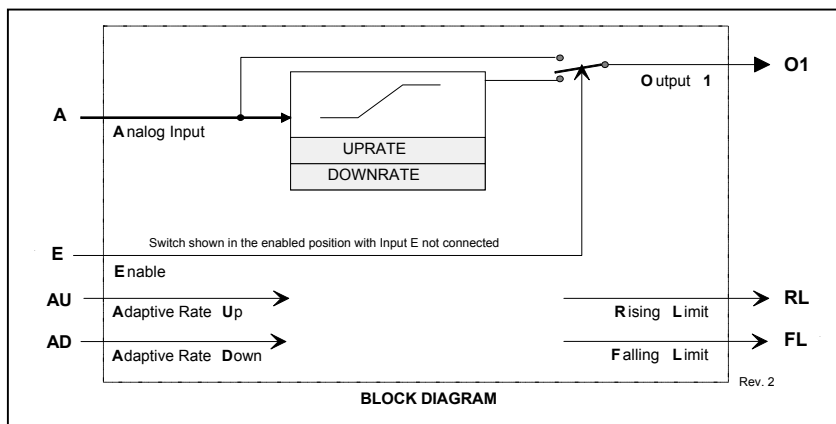 O1
Output 1
A
Analog Input
UPRATE
DOWNRATE
Switch shown in the enabled position with Input E not connected
E
Enable
AU
Adaptive Rate Up
RL
Rising Limit
AD
Adaptive Rate Down
FL
Falling Limit
Rev. 2
BLOCK DIAGRAM